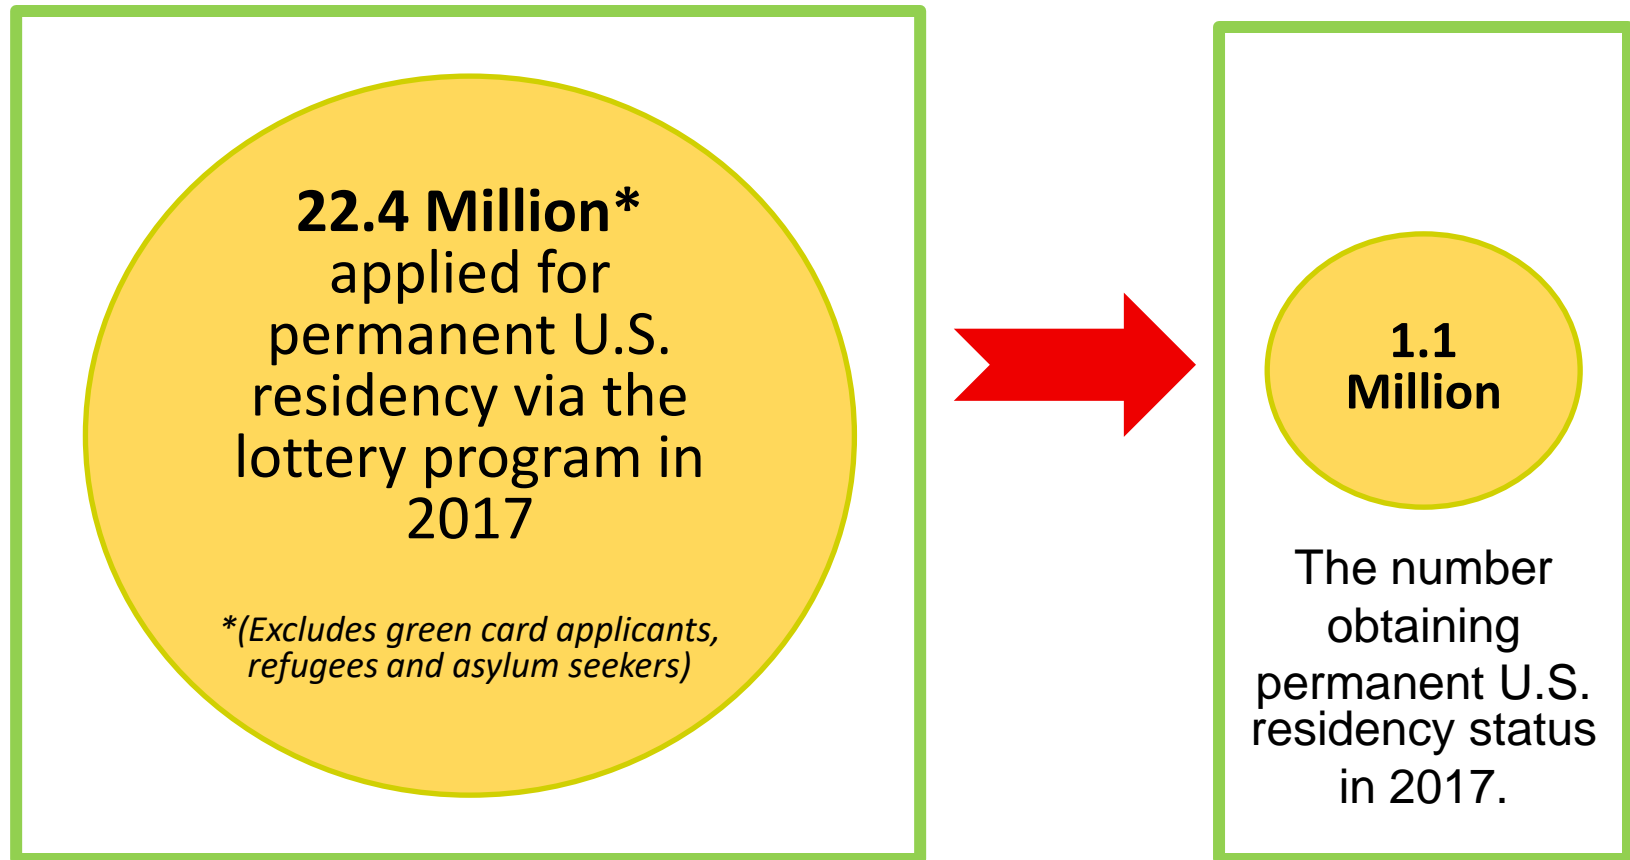 22.4 Million*
applied for
permanent U.S.
residency via the
lottery program in
2017
*(Excludes green card applicants,
refugees and asylum seekers)
1.1
Million
The number
obtaining
permanent U.S.
residency status
in 2017.